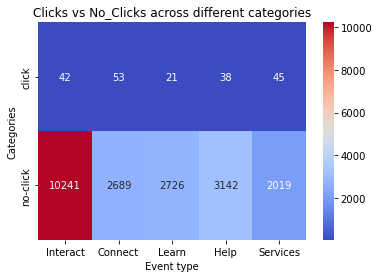 Clicks vs No_Clicks across different categories
Categories
click
42 53 21 38 45
no-click
10241 2689 2726 3142 2019
Interact Connect Learn Help Services
Event type
10000
8000
6000
4000
2000